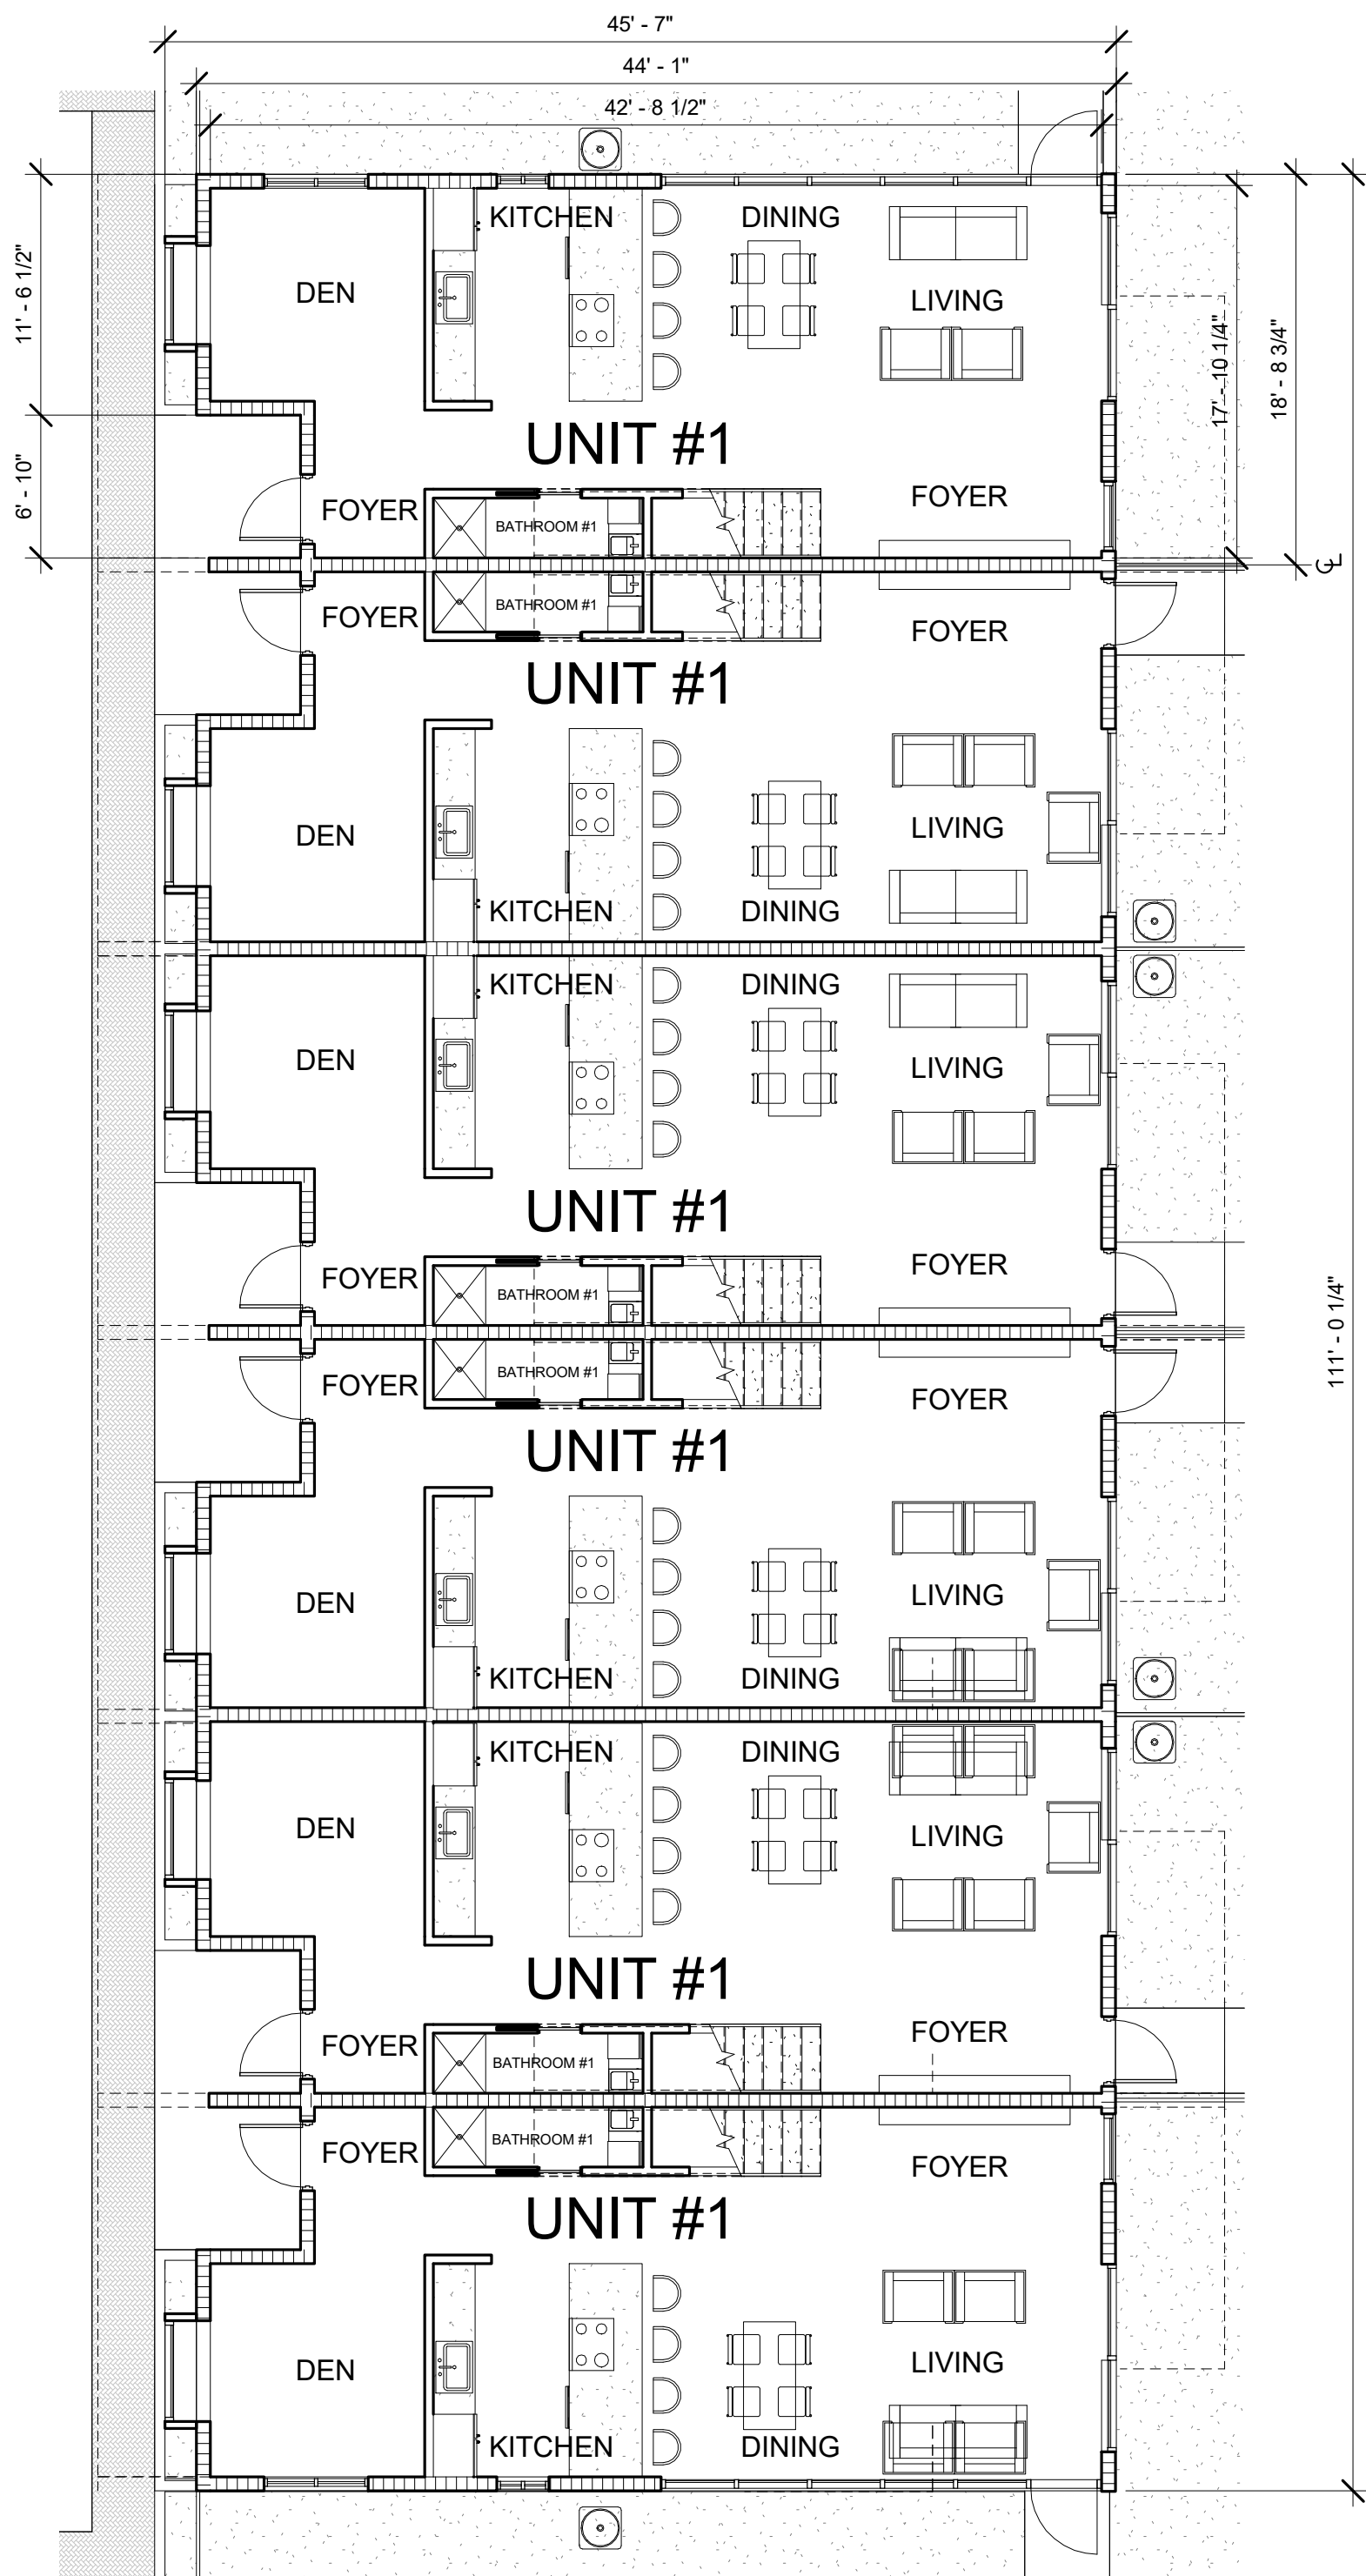 45' - 7"
44' - 1"
42' - 8 1/2"
KITCHEN
DINING
DEN
LIVING
11' - 6 1/2"
17' - 10 1/4"
18' - 8 3/4"
UNIT #1
6' - 10"
FOYER
BATHROOM #1
FOYER
CL
FOYER
BATHROOM #1
FOYER
UNIT #1
DEN
LIVING
KITCHEN
DINING
KITCHEN
DINING
DEN
LIVING
UNIT #1
FOYER
BATHROOM #1
FOYER
111' - 0 1/4"
FOYER
BATHROOM #1
FOYER
UNIT #1
DEN
LIVING
KITCHEN
DINING
KITCHEN
DINING
DEN
LIVING
UNIT #1
FOYER
BATHROOM #1
FOYER
FOYER
BATHROOM #1
FOYER
UNIT #1
DEN
LIVING
KITCHEN
DINING